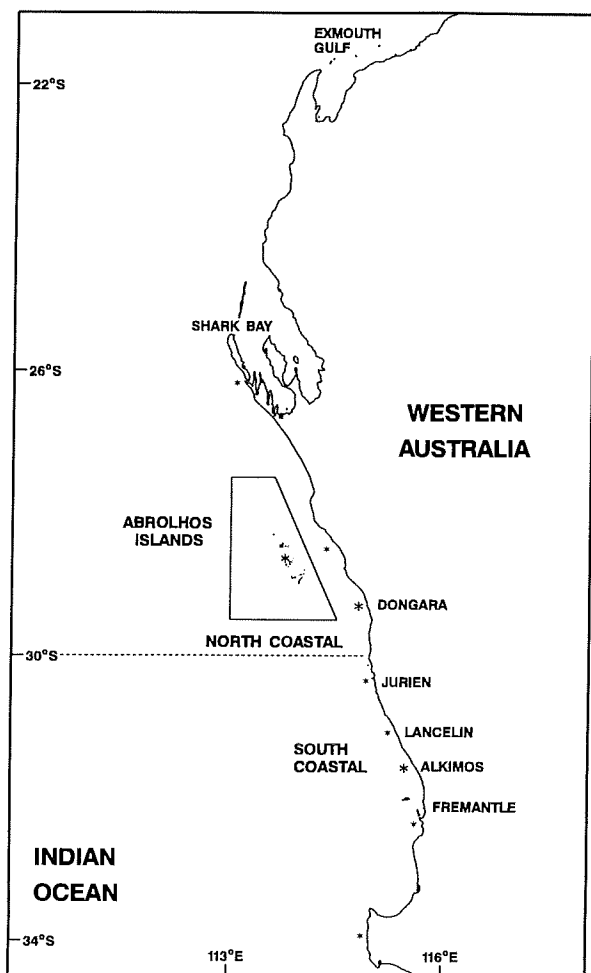 EXMOUTH
GULF
22°S
SHARK BAY
26°S
WESTERN
AUSTRALIA
ABROLHOS
ISLANDS
DONGARA
NORTH COASTAL
30°S
JURIEN
LANCELIN
SOUTH
COASTAL
ALKIMOS
FREMANTLE
INDIAN
OCEAN
34°S
113°E
116°E